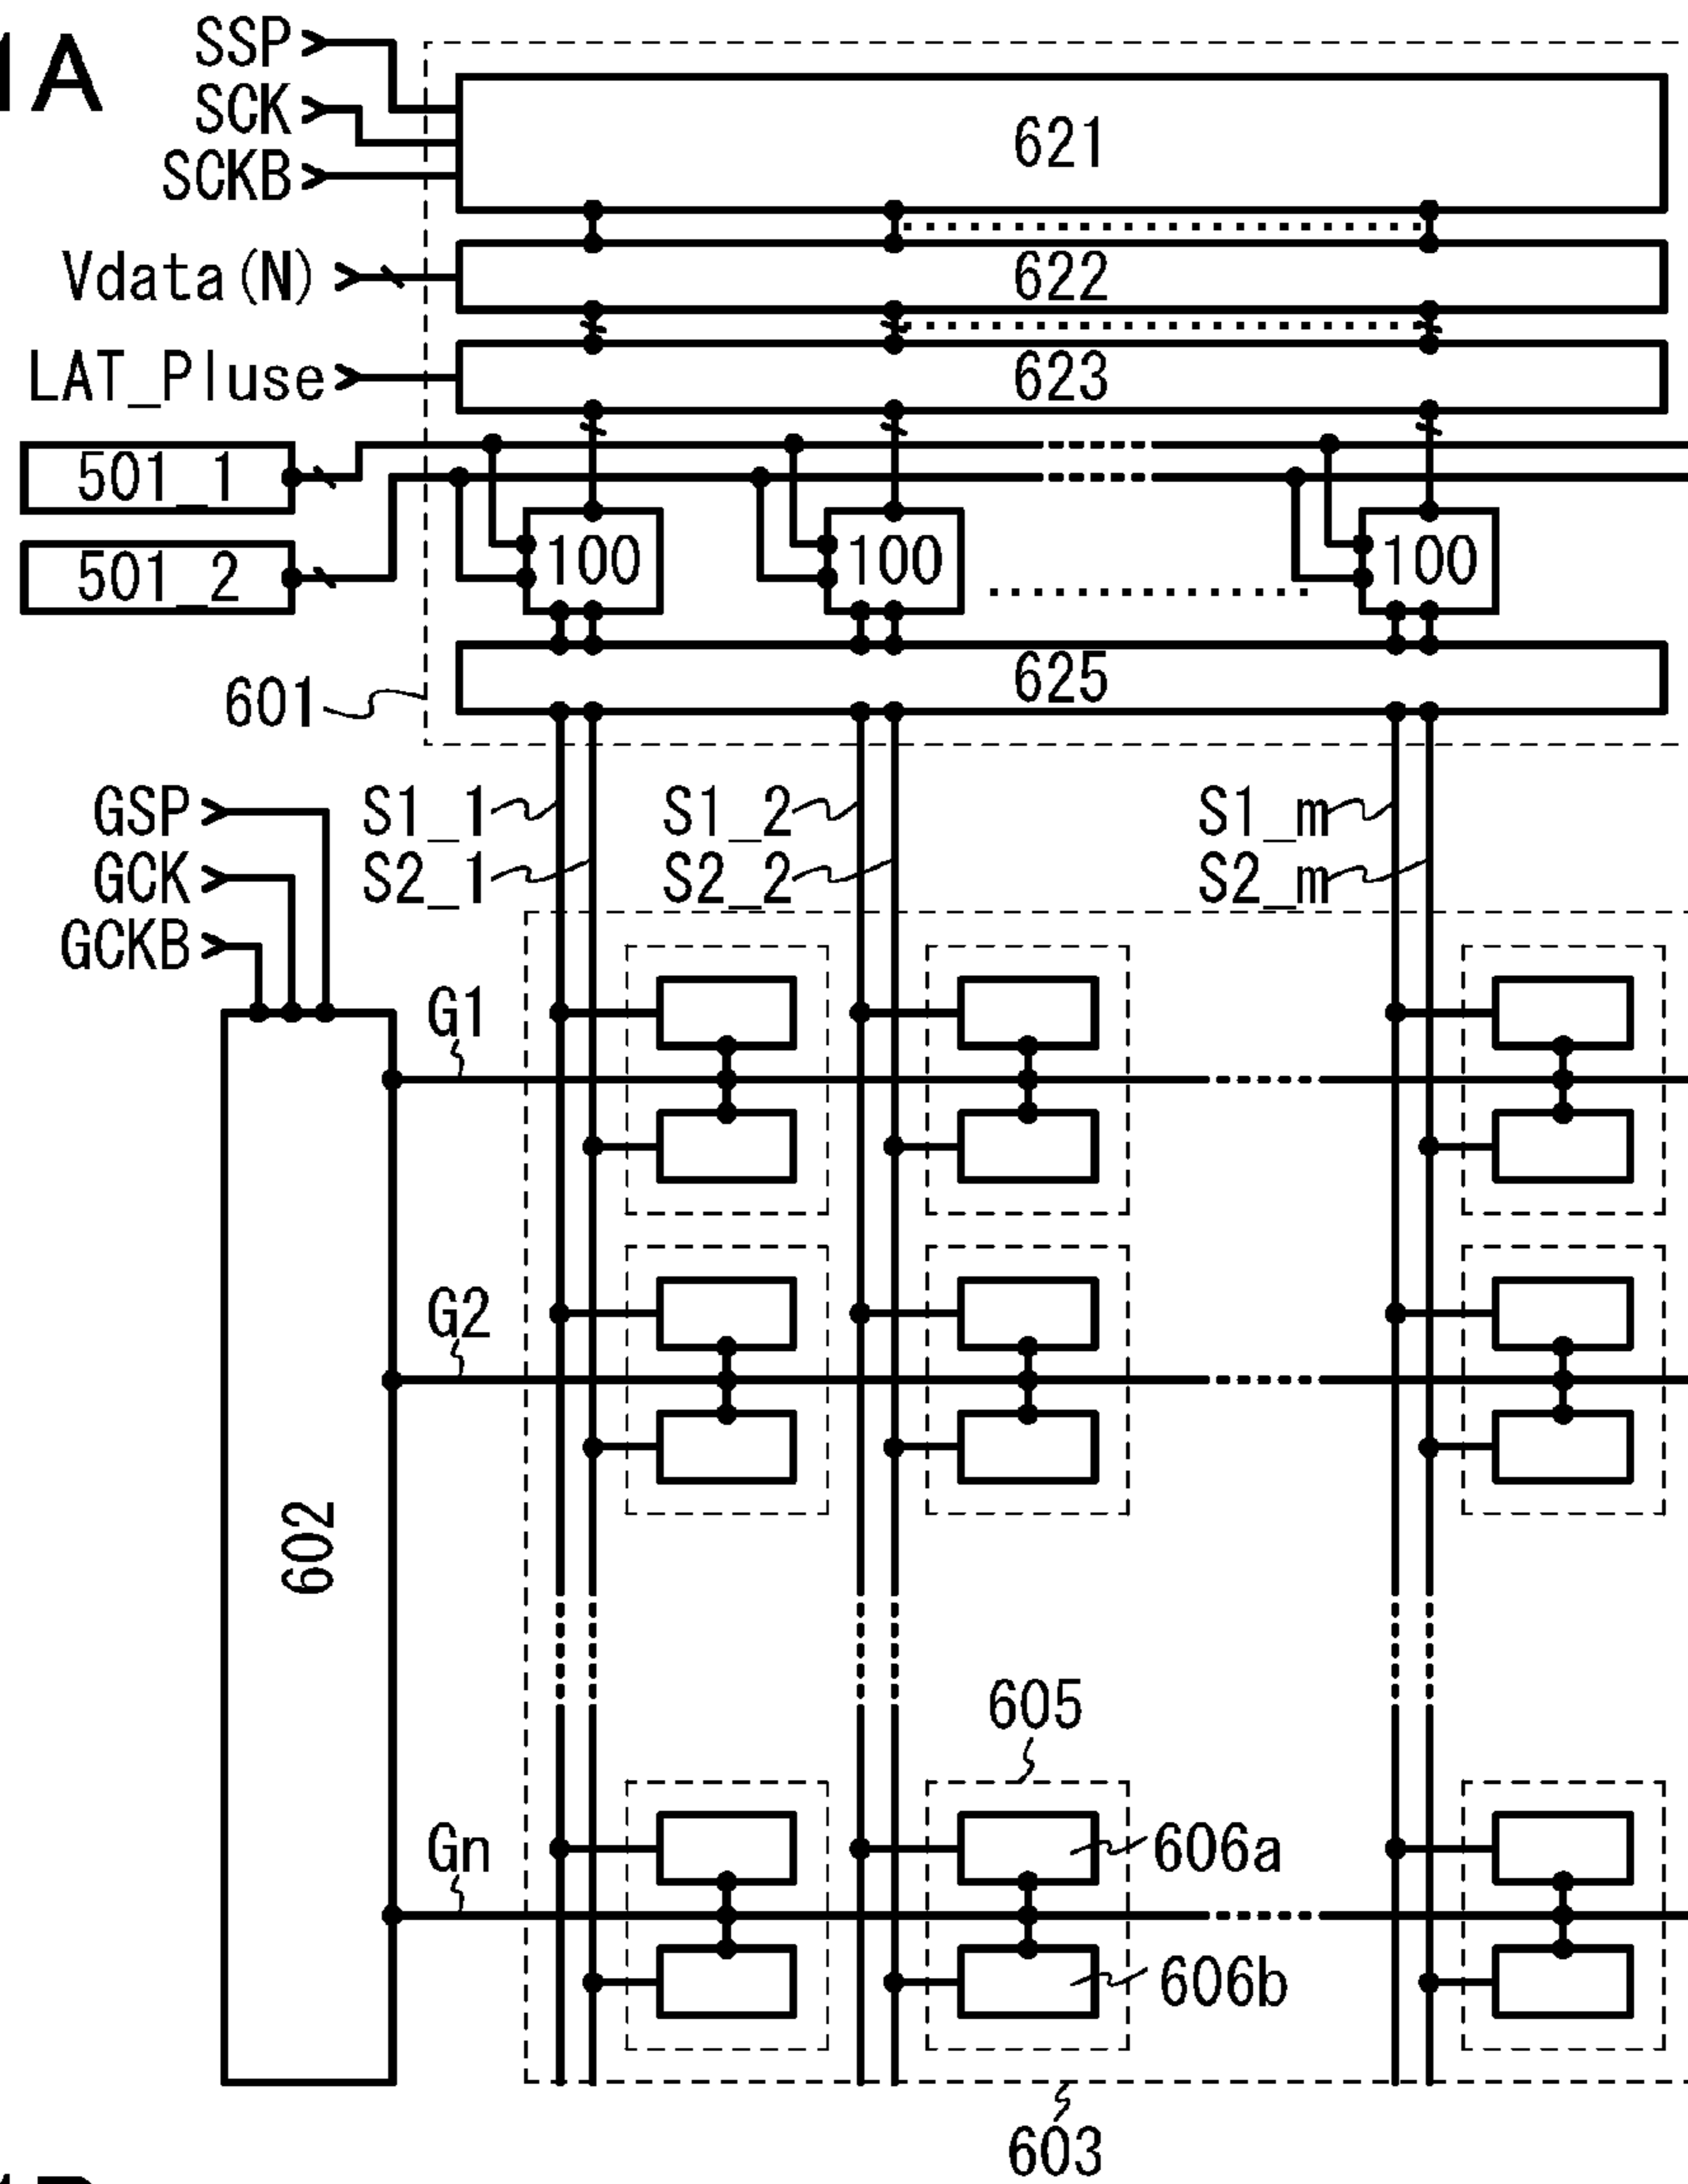 1A
SSP
SCK
SCKB
621
Vdata(N)
622
LAT_Pluse
623
501_1
501_2
100 100 100
625
601
GSP
GCK
GCKB
S1_1 S1_2 S1_m
S2_1 S2_2 S2_m
G1
G2
602
605
Gn
606a
606b
603